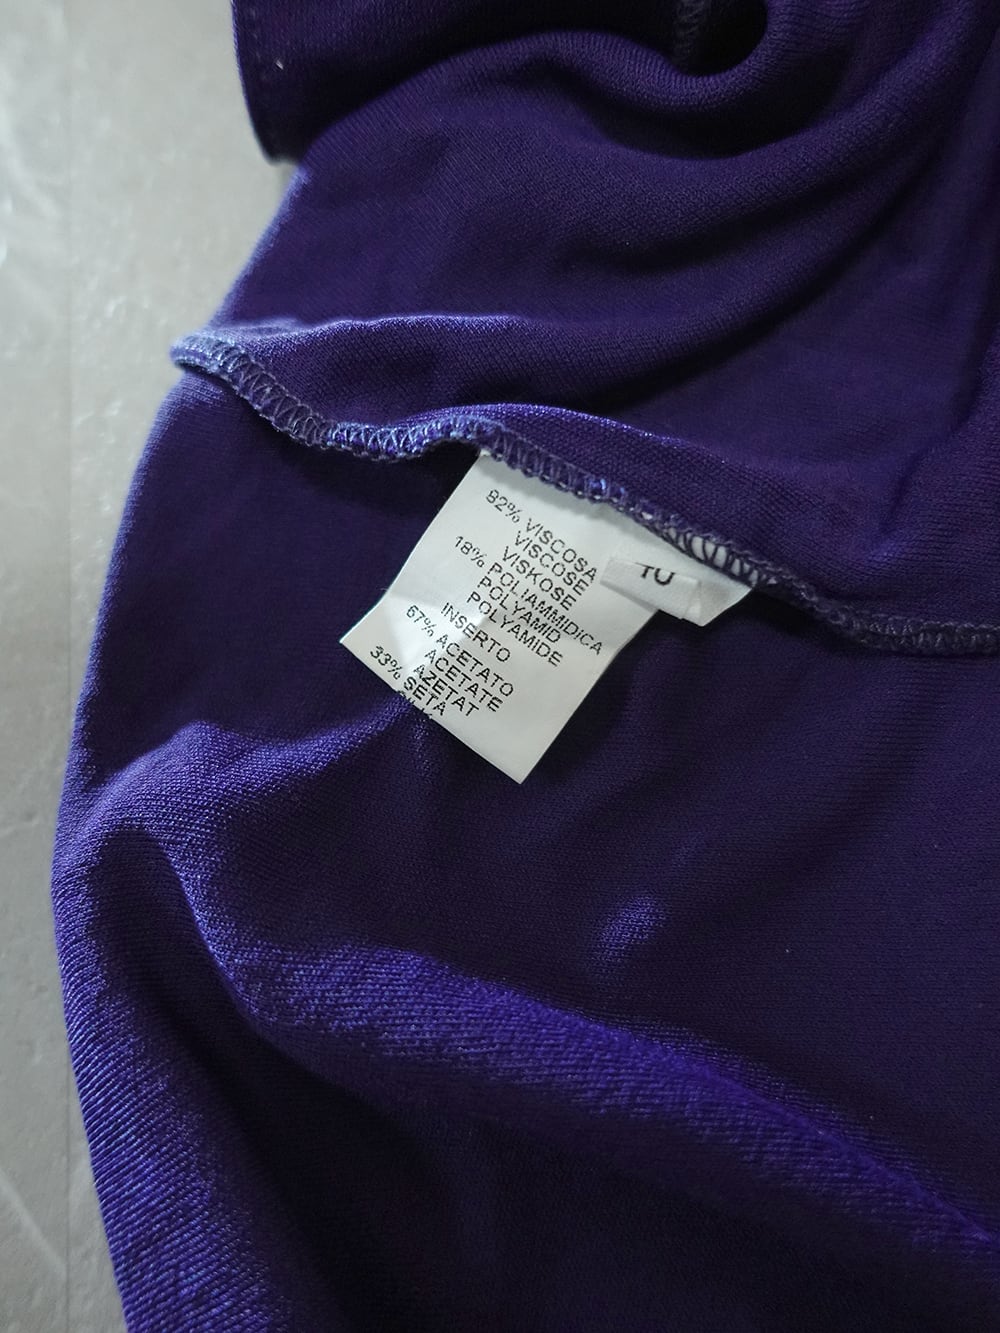 82% VISCOSA
VISCOSE
VISKOSE
18% POLIAMMIDICA
POLYAMID
POLYAMIDE
INSERTO
67% ACETATO
ACETATE
AZETAT
33% SETA
TU